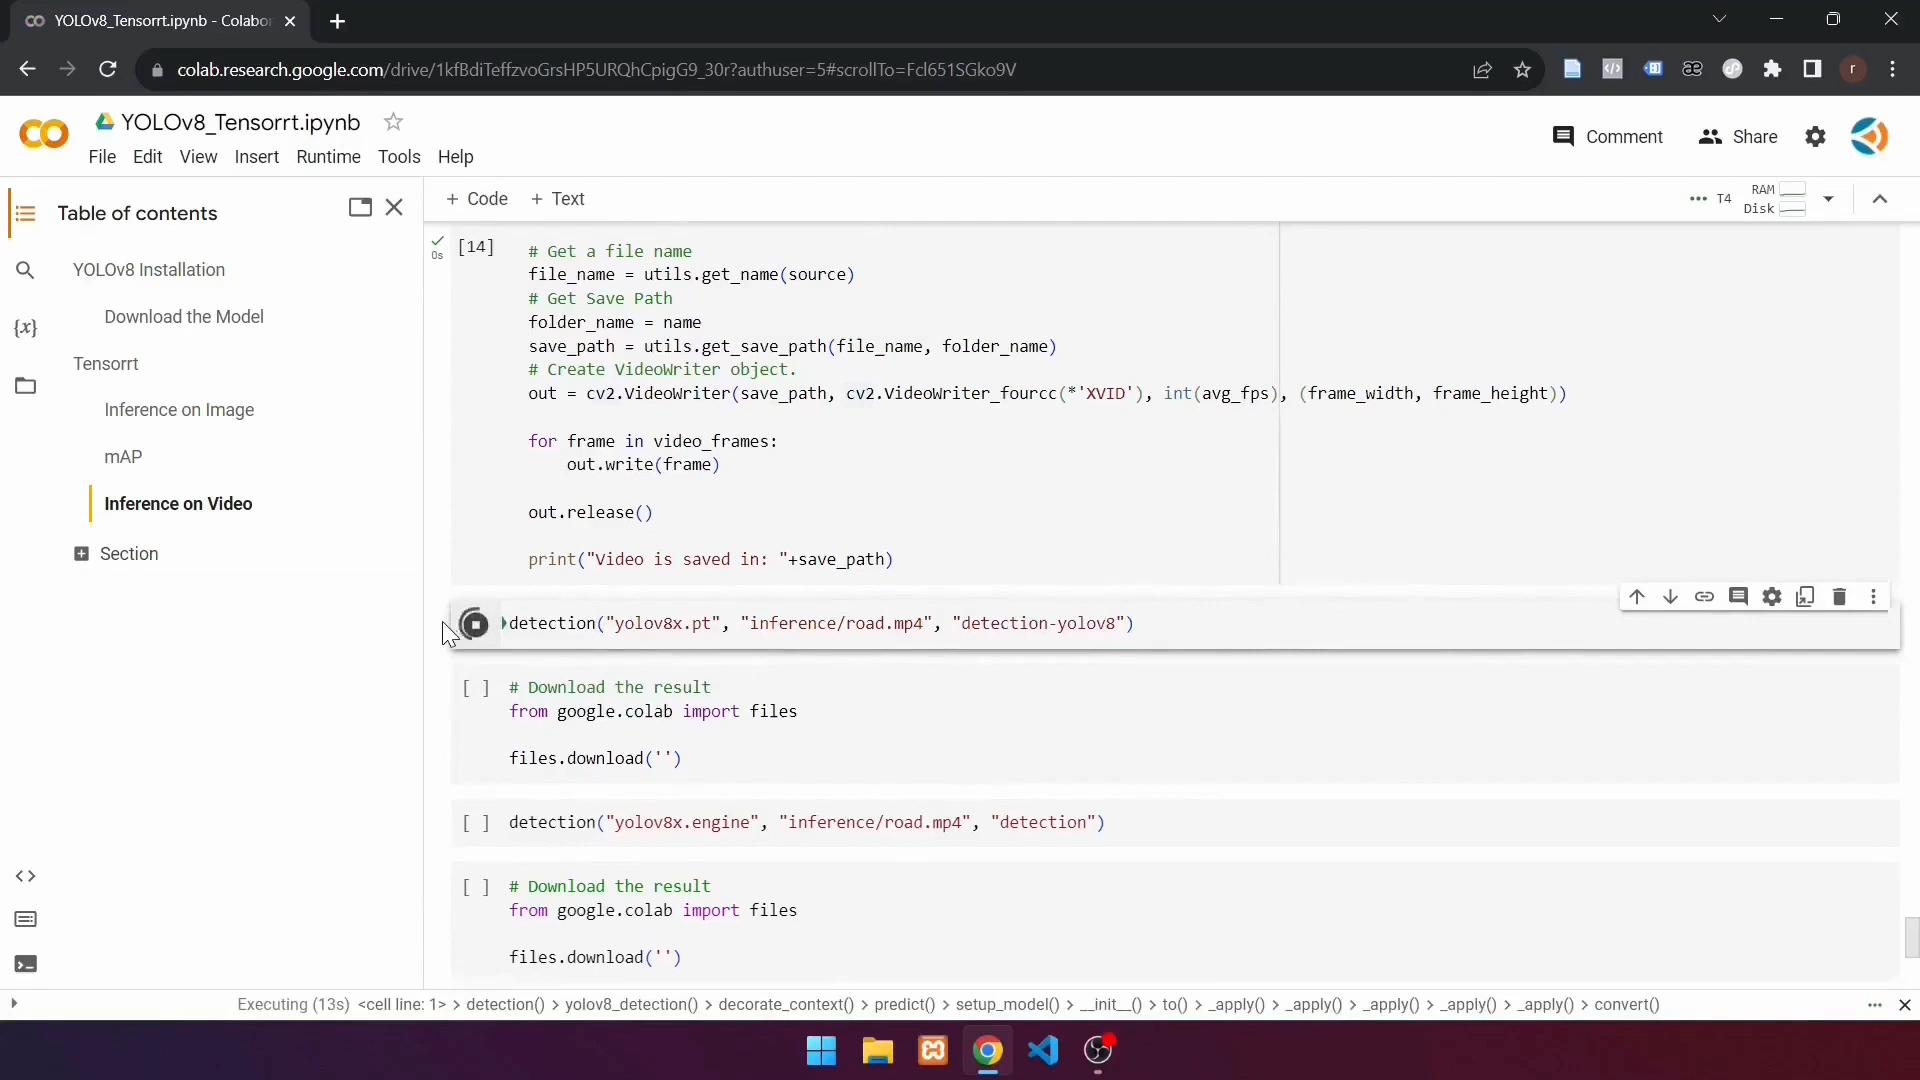 YOLOv8_Tensorrt.ipynb - Colabor
colab.research.google.com/drive/1kfBdiTeffzvoGrsHP5URQhCpigG9_30r?authuser=5#scrollTo=Fcl651SGko9V
r
YOLOv8_Tensorrt.ipynb
Comment
Share
File Edit View Insert Runtime Tools Help
Table of contents
+ Code + Text
T4
RAM
Disk
YOLOv8 Installation
Download the Model
Tensorrt
Inference on Image
mAP
Inference on Video
Section
{x}
0s
[14]
# Get a file name
file_name = utils.get_name(source)
# Get Save Path
folder_name = name
save_path = utils.get_save_path(file_name, folder_name)
# Create VideoWriter object.
out = cv2.VideoWriter(save_path, cv2.VideoWriter_fourcc(*'XVID'), int(avg_fps), (frame_width, frame_height))
for frame in video_frames:
out.write(frame)
out.release()
print("Video is saved in: "+save_path)
detection("yolov8x.pt", "inference/road.mp4", "detection-yolov8")
[ ] # Download the result
from google.colab import files
files.download('')
[ ] detection("yolov8x.engine", "inference/road.mp4", "detection")
[ ] # Download the result
from google.colab import files
files.download('')
Executing (13s) <cell line: 1> > detection() > yolov8_detection() > decorate_context() > predict() > setup_model() > __init__() > to() > _apply() > _apply() > _apply() > _apply() > _apply() > convert()